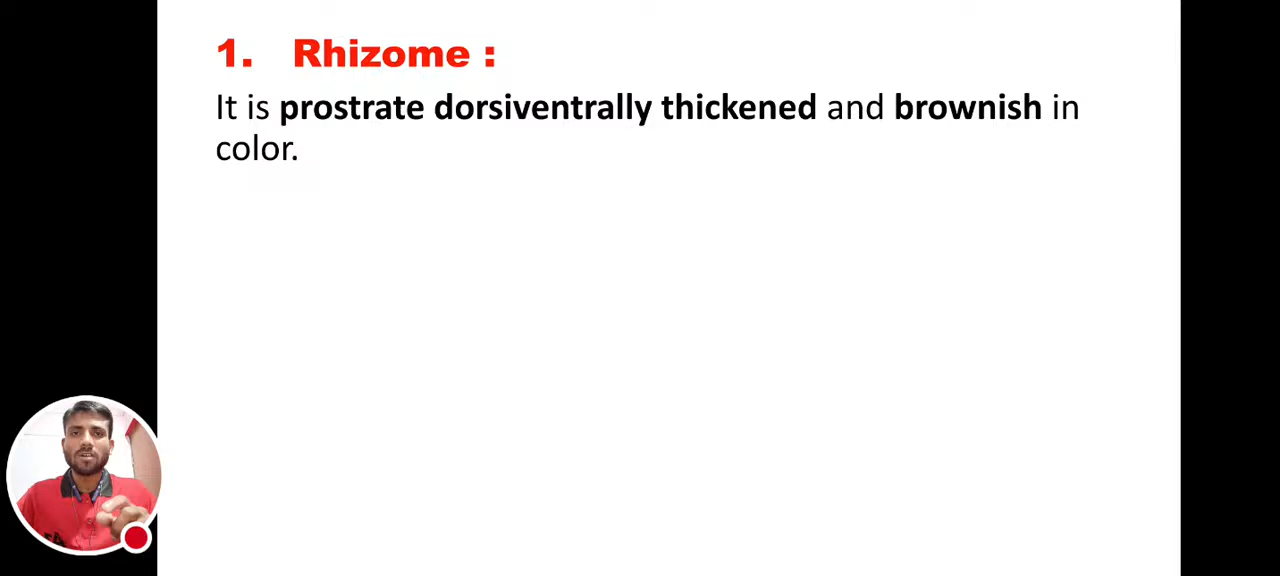 1. Rhizome :
It is prostrate dorsiventrally thickened and brownish in
color.